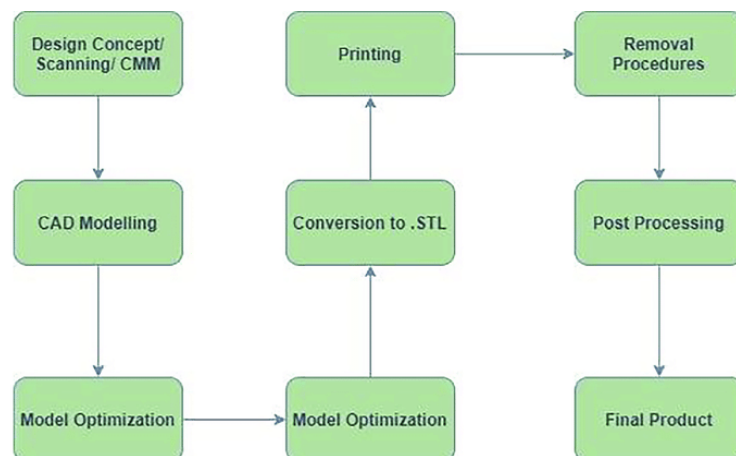 Design Concept/
Scanning/ CMM
CAD Modelling
Model Optimization
Model Optimization
Conversion to .STL
Printing
Removal
Procedures
Post Processing
Final Product